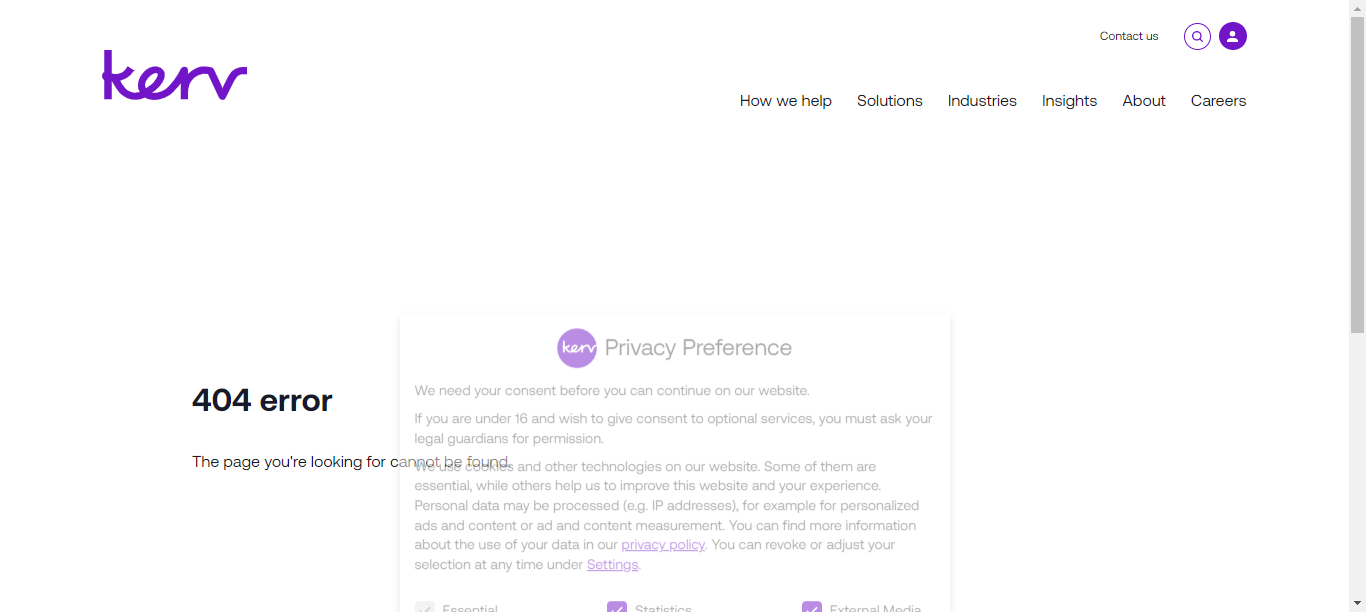 Contact us
kerv
How we help Solutions Industries Insights About Careers
kerv Privacy Preference
We need your consent before you can continue on our website.
404 error
If you are under 16 and wish to give consent to optional services, you must ask your
legal guardians for permission.
The page you're looking for cannot be found.
We use cookies and other technologies on our website. Some of them are
essential, while others help us to improve this website and your experience.
Personal data may be processed (e.g. IP addresses), for example for personalized
ads and content or ad and content measurement. You can find more information
about the use of your data in our privacy policy. You can revoke or adjust your
selection at any time under Settings.
Essential Statistics External Media